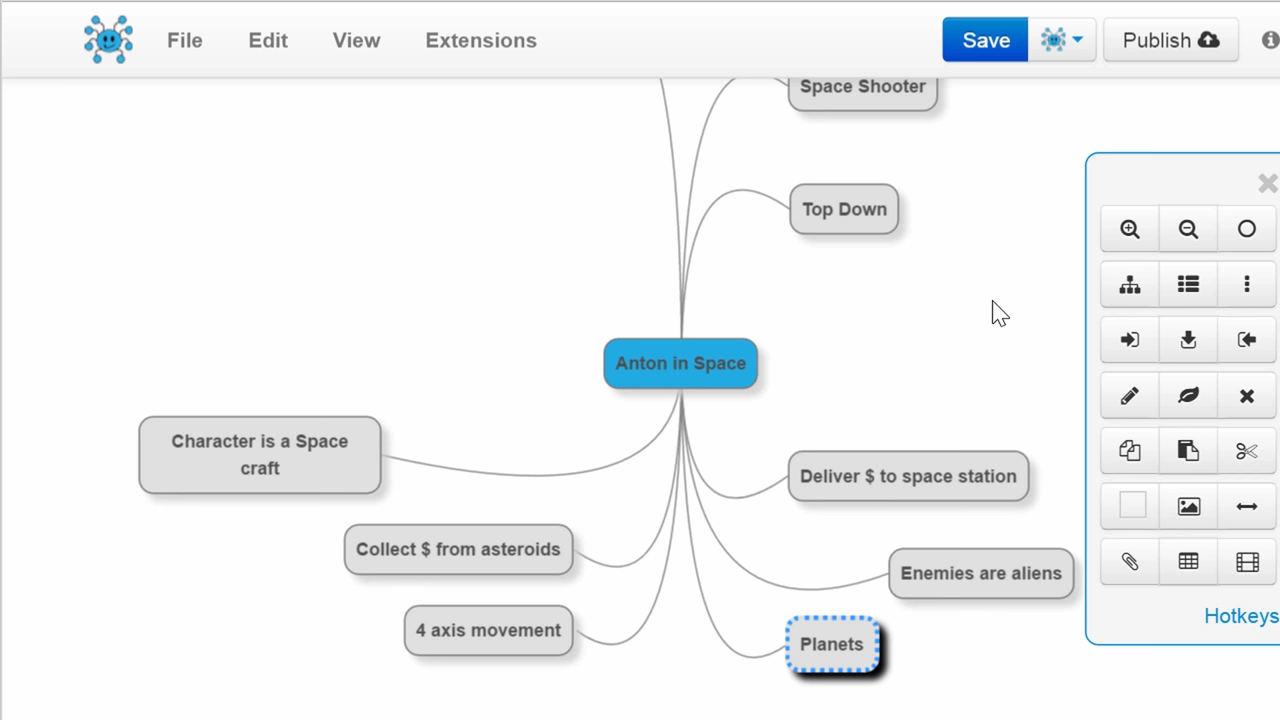 File Edit View Extensions Save Publish
Space Shooter
Top Down
Anton in Space
Character is a Space
craft
Deliver $ to space station
Collect $ from asteroids
Enemies are aliens
4 axis movement
Planets
Hotkeys